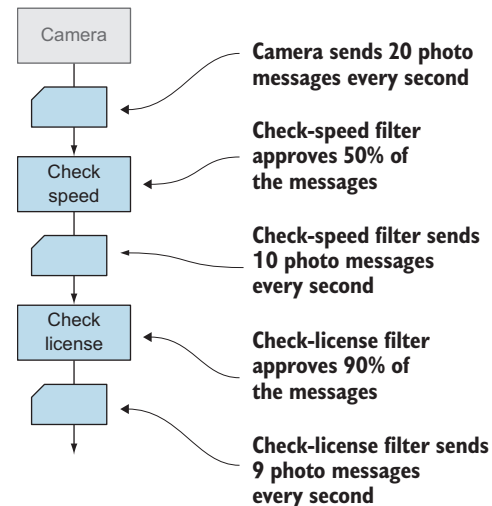 Camera
Camera sends 20 photo
messages every second
Check-speed filter
approves 50% of
the messages
Check
speed
Check-speed filter sends
10 photo messages
every second
Check-license filter
approves 90% of
the messages
Check
license
Check-license filter sends
9 photo messages
every second